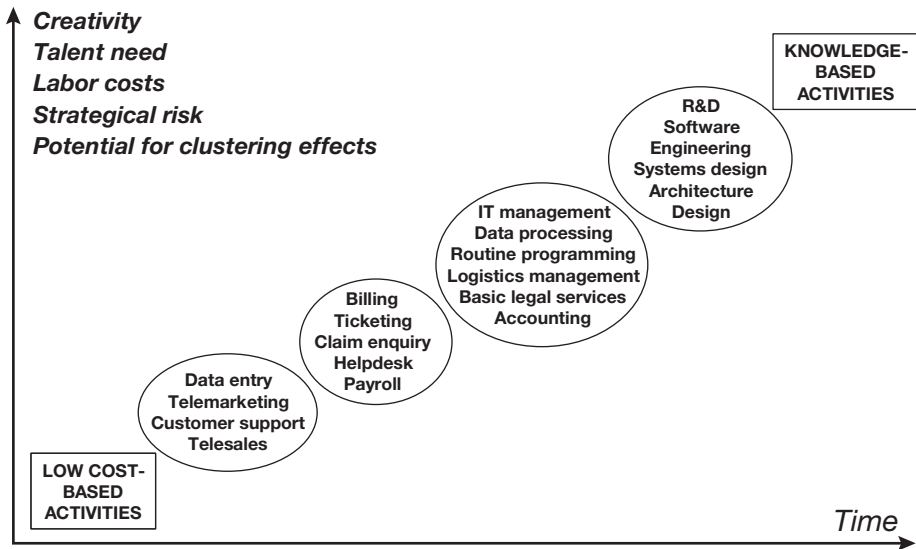 Creativity
Talent need
Labor costs
Strategical risk
Potential for clustering effects
KNOWLEDGE-
BASED
ACTIVITIES
R&D
Software
Engineering
Systems design
Architecture
Design
IT management
Data processing
Routine programming
Logistics management
Basic legal services
Accounting
Billing
Ticketing
Claim enquiry
Helpdesk
Payroll
Data entry
Telemarketing
Customer support
Telesales
LOW COST-
BASED
ACTIVITIES
Time